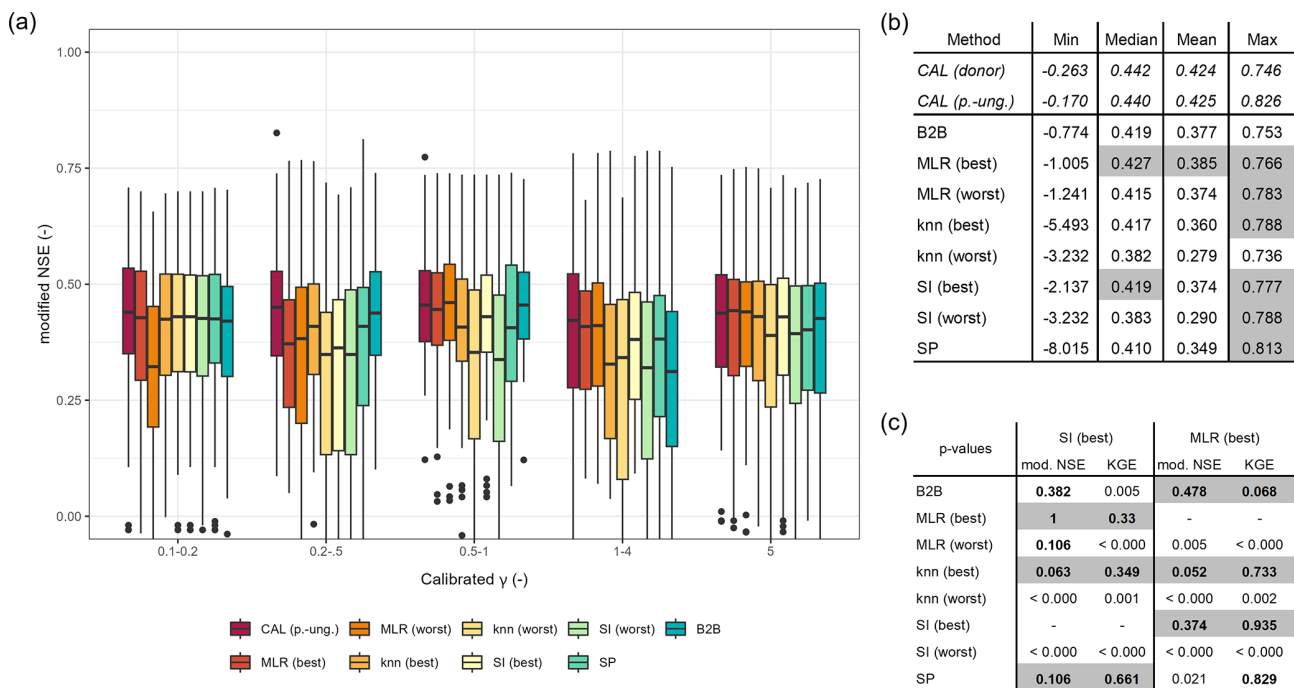 (a)
1.00
0.75
0.50
0.25
0.00
modified NSE (-)
0.1-0.2
0.2-.5
0.5-1
1-4
5
Calibrated γ (-)
CAL (p.-ung.)
MLR (worst)
knn (worst)
SI (worst)
B2B
MLR (best)
knn (best)
SI (best)
SP
(b)
Method Min Median Mean Max
CAL (donor) -0.263 0.442 0.424 0.746
CAL (p.-ung.) -0.170 0.440 0.425 0.826
B2B -0.774 0.419 0.377 0.753
MLR (best) -1.005 0.427 0.385 0.766
MLR (worst) -1.241 0.415 0.374 0.783
knn (best) -5.493 0.417 0.360 0.788
knn (worst) -3.232 0.382 0.279 0.736
SI (best) -2.137 0.419 0.374 0.777
SI (worst) -3.232 0.383 0.290 0.788
SP -8.015 0.410 0.349 0.813
(c)
p-values SI (best) MLR (best)
mod. NSE KGE mod. NSE KGE
B2B 0.382 0.005 0.478 0.068
MLR (best) 1 0.33 - -
MLR (worst) 0.106 < 0.000 0.005 < 0.000
knn (best) 0.063 0.349 0.052 0.733
knn (worst) < 0.000 0.001 < 0.000 0.002
SI (best) - - 0.374 0.935
SI (worst) < 0.000 < 0.000 < 0.000 < 0.000
SP 0.106 0.661 0.021 0.829